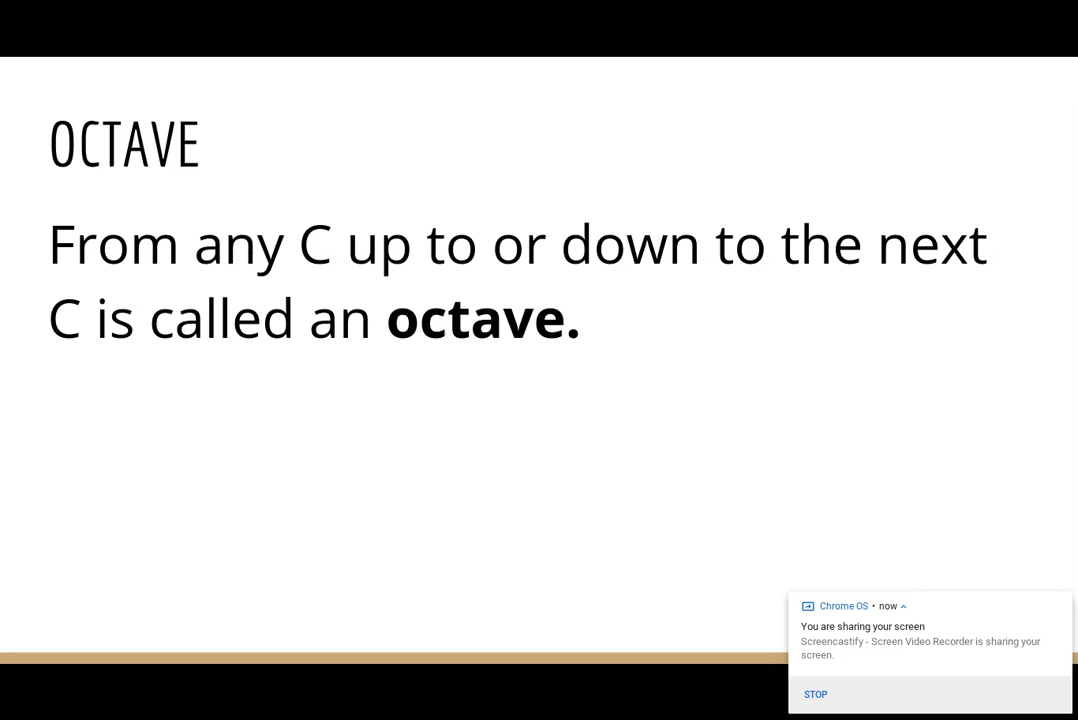 OCTAVE
From any C up to or down to the next
C is called an octave.
Chrome OS • now
You are sharing your screen
Screencastify - Screen Video Recorder is sharing your
screen.
STOP